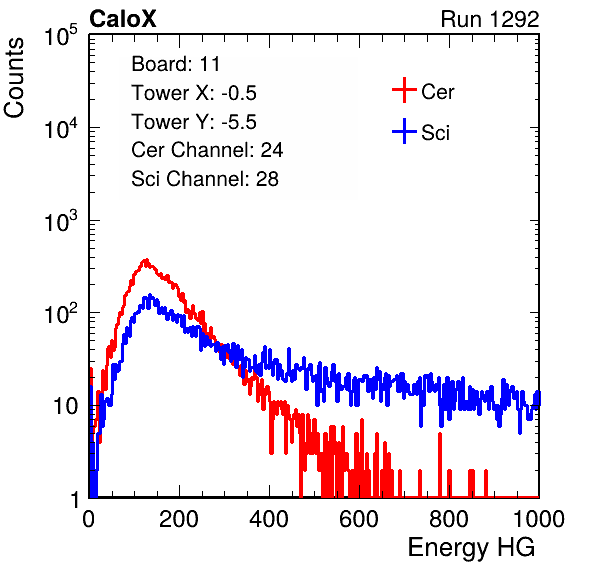 CaloX Run 1292
Counts
10^5
10^4
10^3
10^2
10
1
Board: 11
Tower X: -0.5
Tower Y: -5.5
Cer Channel: 24
Sci Channel: 28
Cer
Sci
0 200 400 600 800 1000
Energy HG